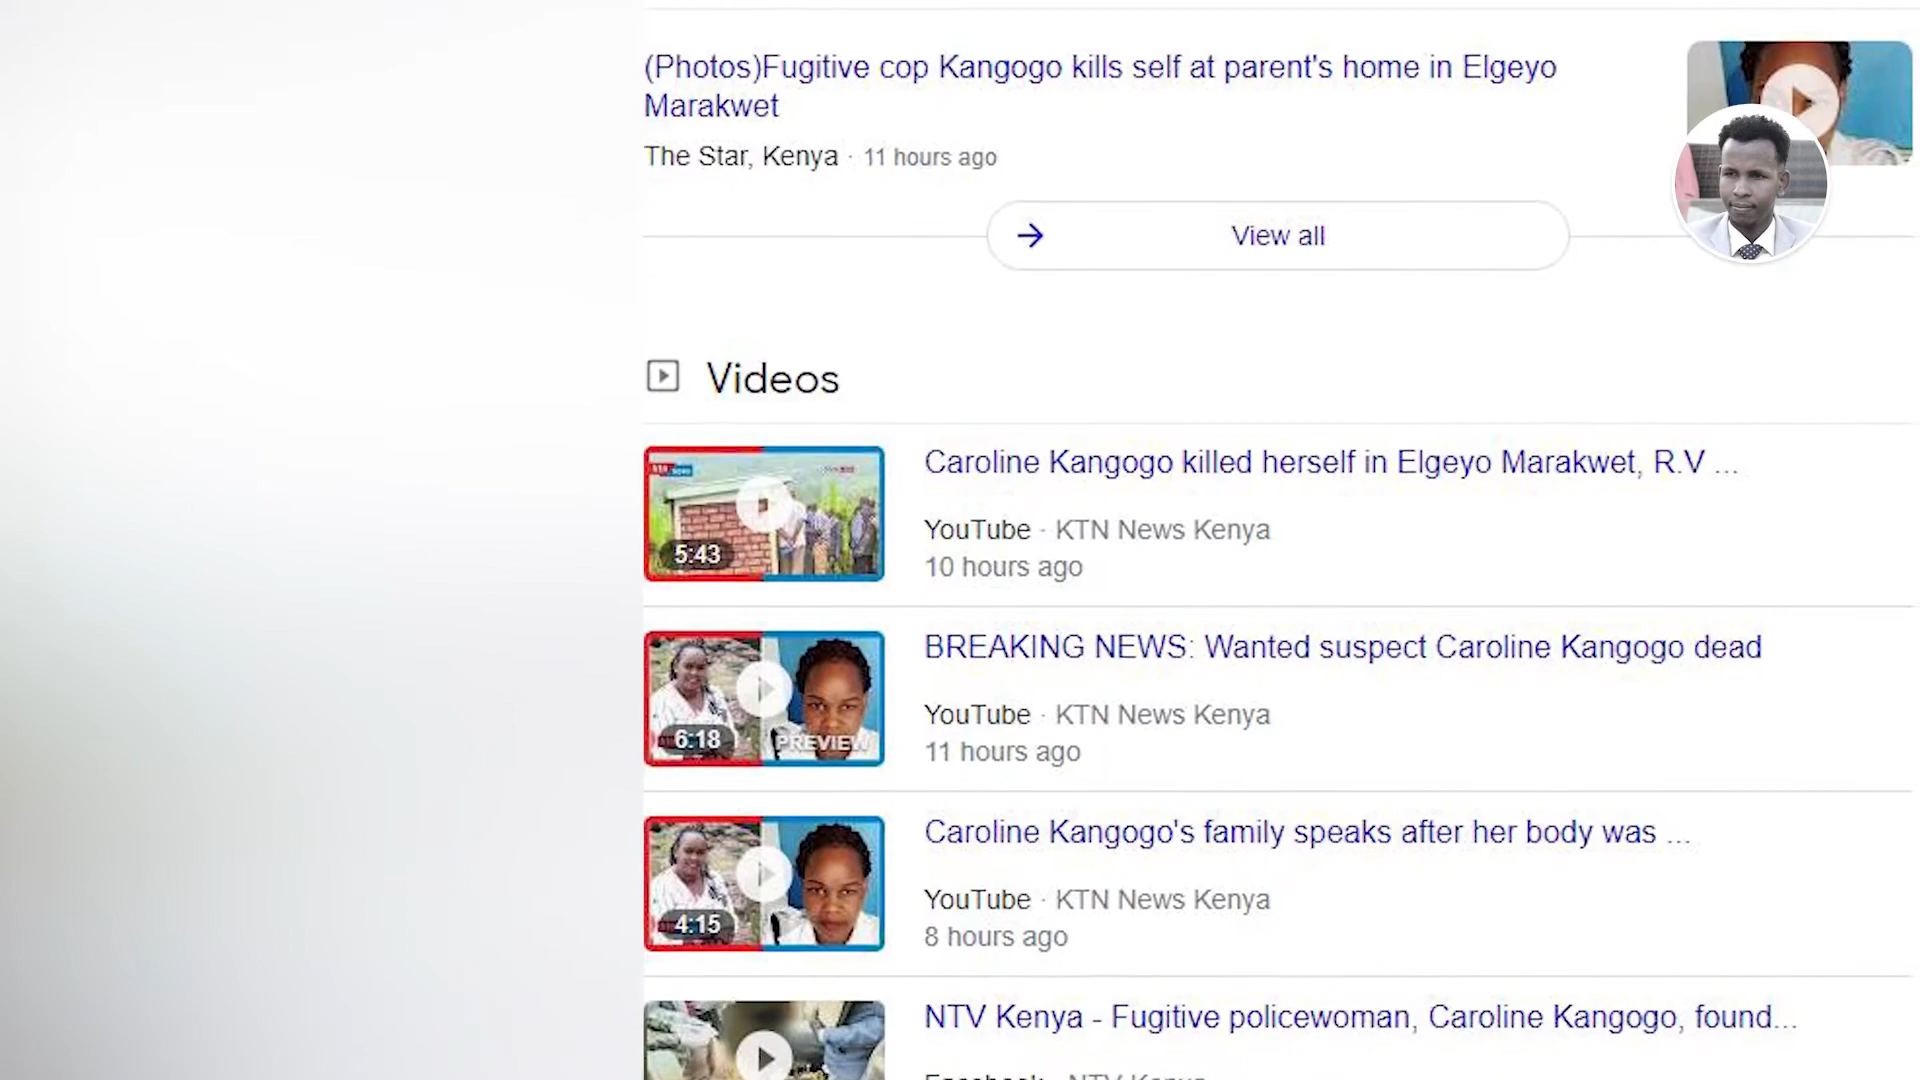 (Photos)Fugitive cop Kangogo kills self at parent's home in Elgeyo
Marakwet
The Star, Kenya · 11 hours ago
View all
Videos
Caroline Kangogo killed herself in Elgeyo Marakwet, R.V ...
YouTube · KTN News Kenya
10 hours ago
5:43
BREAKING NEWS: Wanted suspect Caroline Kangogo dead
YouTube · KTN News Kenya
11 hours ago
6:18
PREVIEW
Caroline Kangogo's family speaks after her body was ...
YouTube · KTN News Kenya
8 hours ago
4:15
NTV Kenya - Fugitive policewoman, Caroline Kangogo, found...
Facebook · NTV Kenya